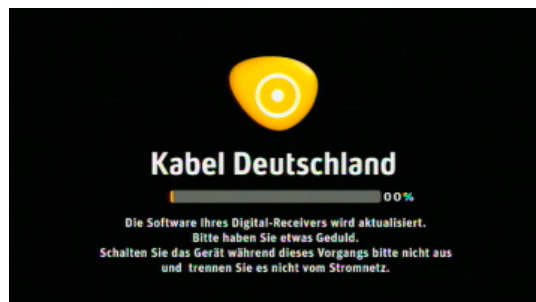 Kabel Deutschland
00%
Die Software Ihres Digital-Receivers wird aktualisiert.
Bitte haben Sie etwas Geduld.
Schalten Sie das Gerät während dieses Vorgangs bitte nicht aus
und trennen Sie es nicht vom Stromnetz.